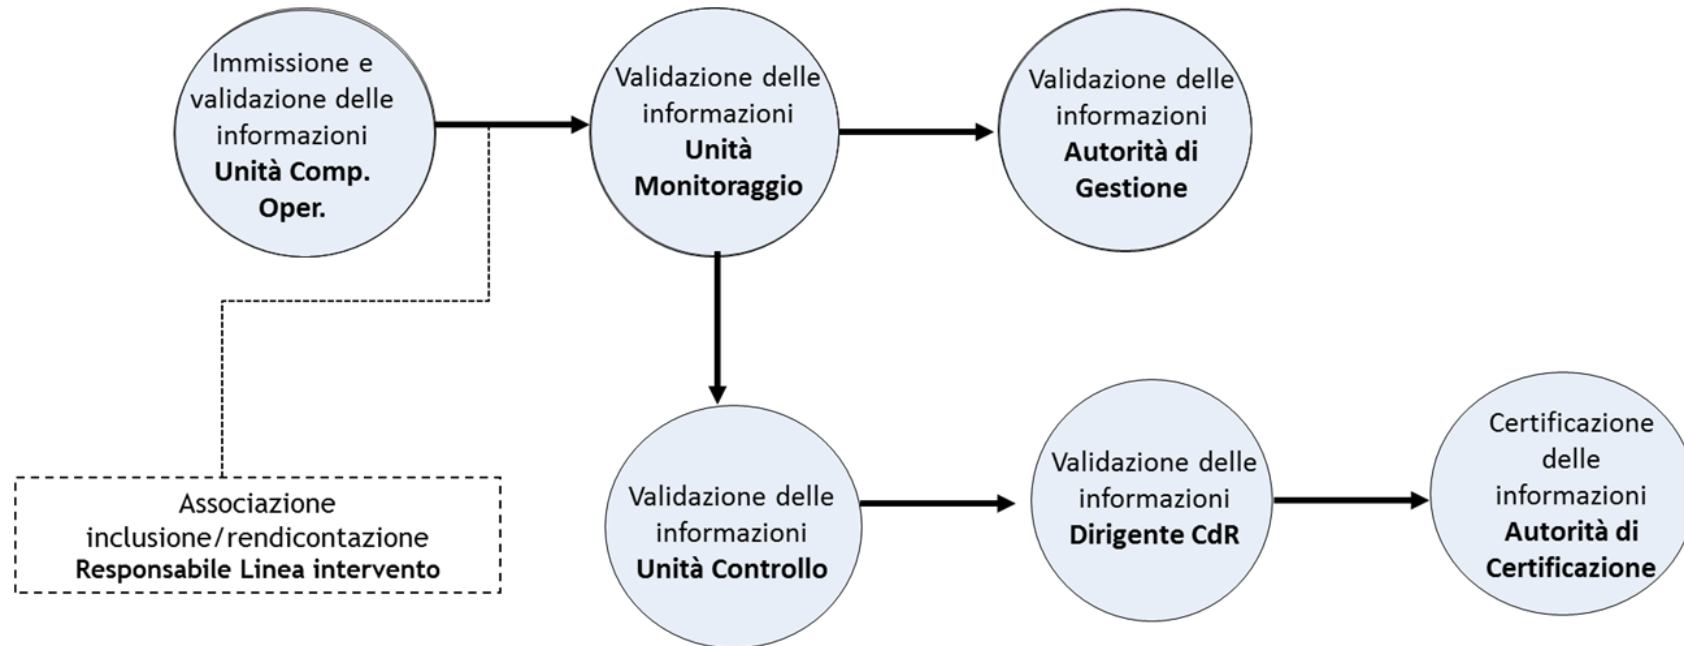 Immissione e
validazione delle
informazioni
Unità Comp.
Oper.
Validazione delle
informazioni
Unità
Monitoraggio
Validazione delle
informazioni
Autorità di
Gestione
Associazione
inclusione/rendicontazione
Responsabile Linea intervento
Validazione delle
informazioni
Unità Controllo
Validazione delle
informazioni
Dirigente CdR
Certificazione
delle
informazioni
Autorità di
Certificazione